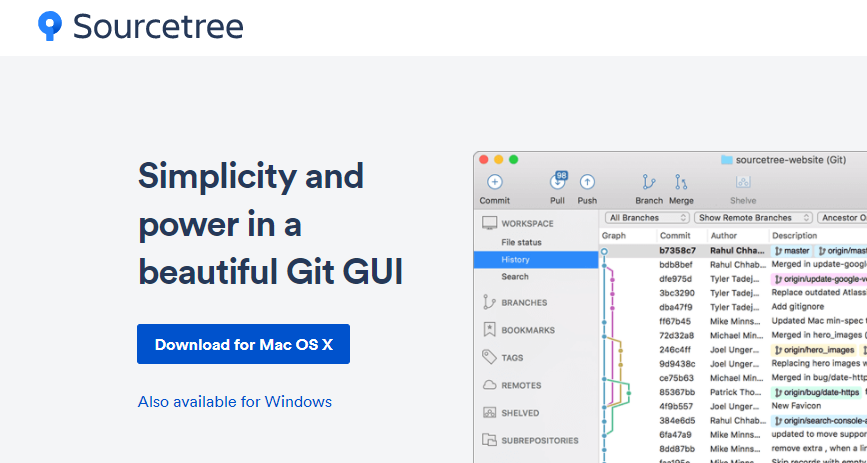 Sourcetree
Simplicity and
power in a
beautiful Git GUI
Download for Mac OS X
Also available for Windows
sourcetree-website (Git)
98
Commit Pull Push Branch Merge Shelve
All Branches Show Remote Branches Ancestor O
WORKSPACE
File status
History
Search
BRANCHES
BOOKMARKS
TAGS
REMOTES
SHELVED
SUBREPOSITORIES
Graph Commit Author Description
b7358c7 Rahul Chha... master origin/mas
bdb8bef Rahul Chhab... Merged in update-goog
dfe975d Tyler Tadej... origin/update-google-v
3bc3290 Tyler Tadej... Replace outdated Atlass
dba47f9 Tyler Tadej... Add gitignore
ff67b45 Mike Minns... Updated Mac min-spec
72d32a8 Michael Min... Merged in hero_images (
246c4ff Joel Unger... origin/hero_images
9d9438c Joel Unger... Replacing hero images w
ce75b63 Michael Min... Merged in bug/date-http
85367bb Patrick Tho... origin/bug/date-https
4f9b557 Joel Unger... New Favicon
384e6d5 Rahul Chhab... origin/search-console-a
6fa47a9 Mike Minns... updated to move suppor
8dd87bb Mike Minns... remove extra , when a li
Mike Minns... Skip records with empty